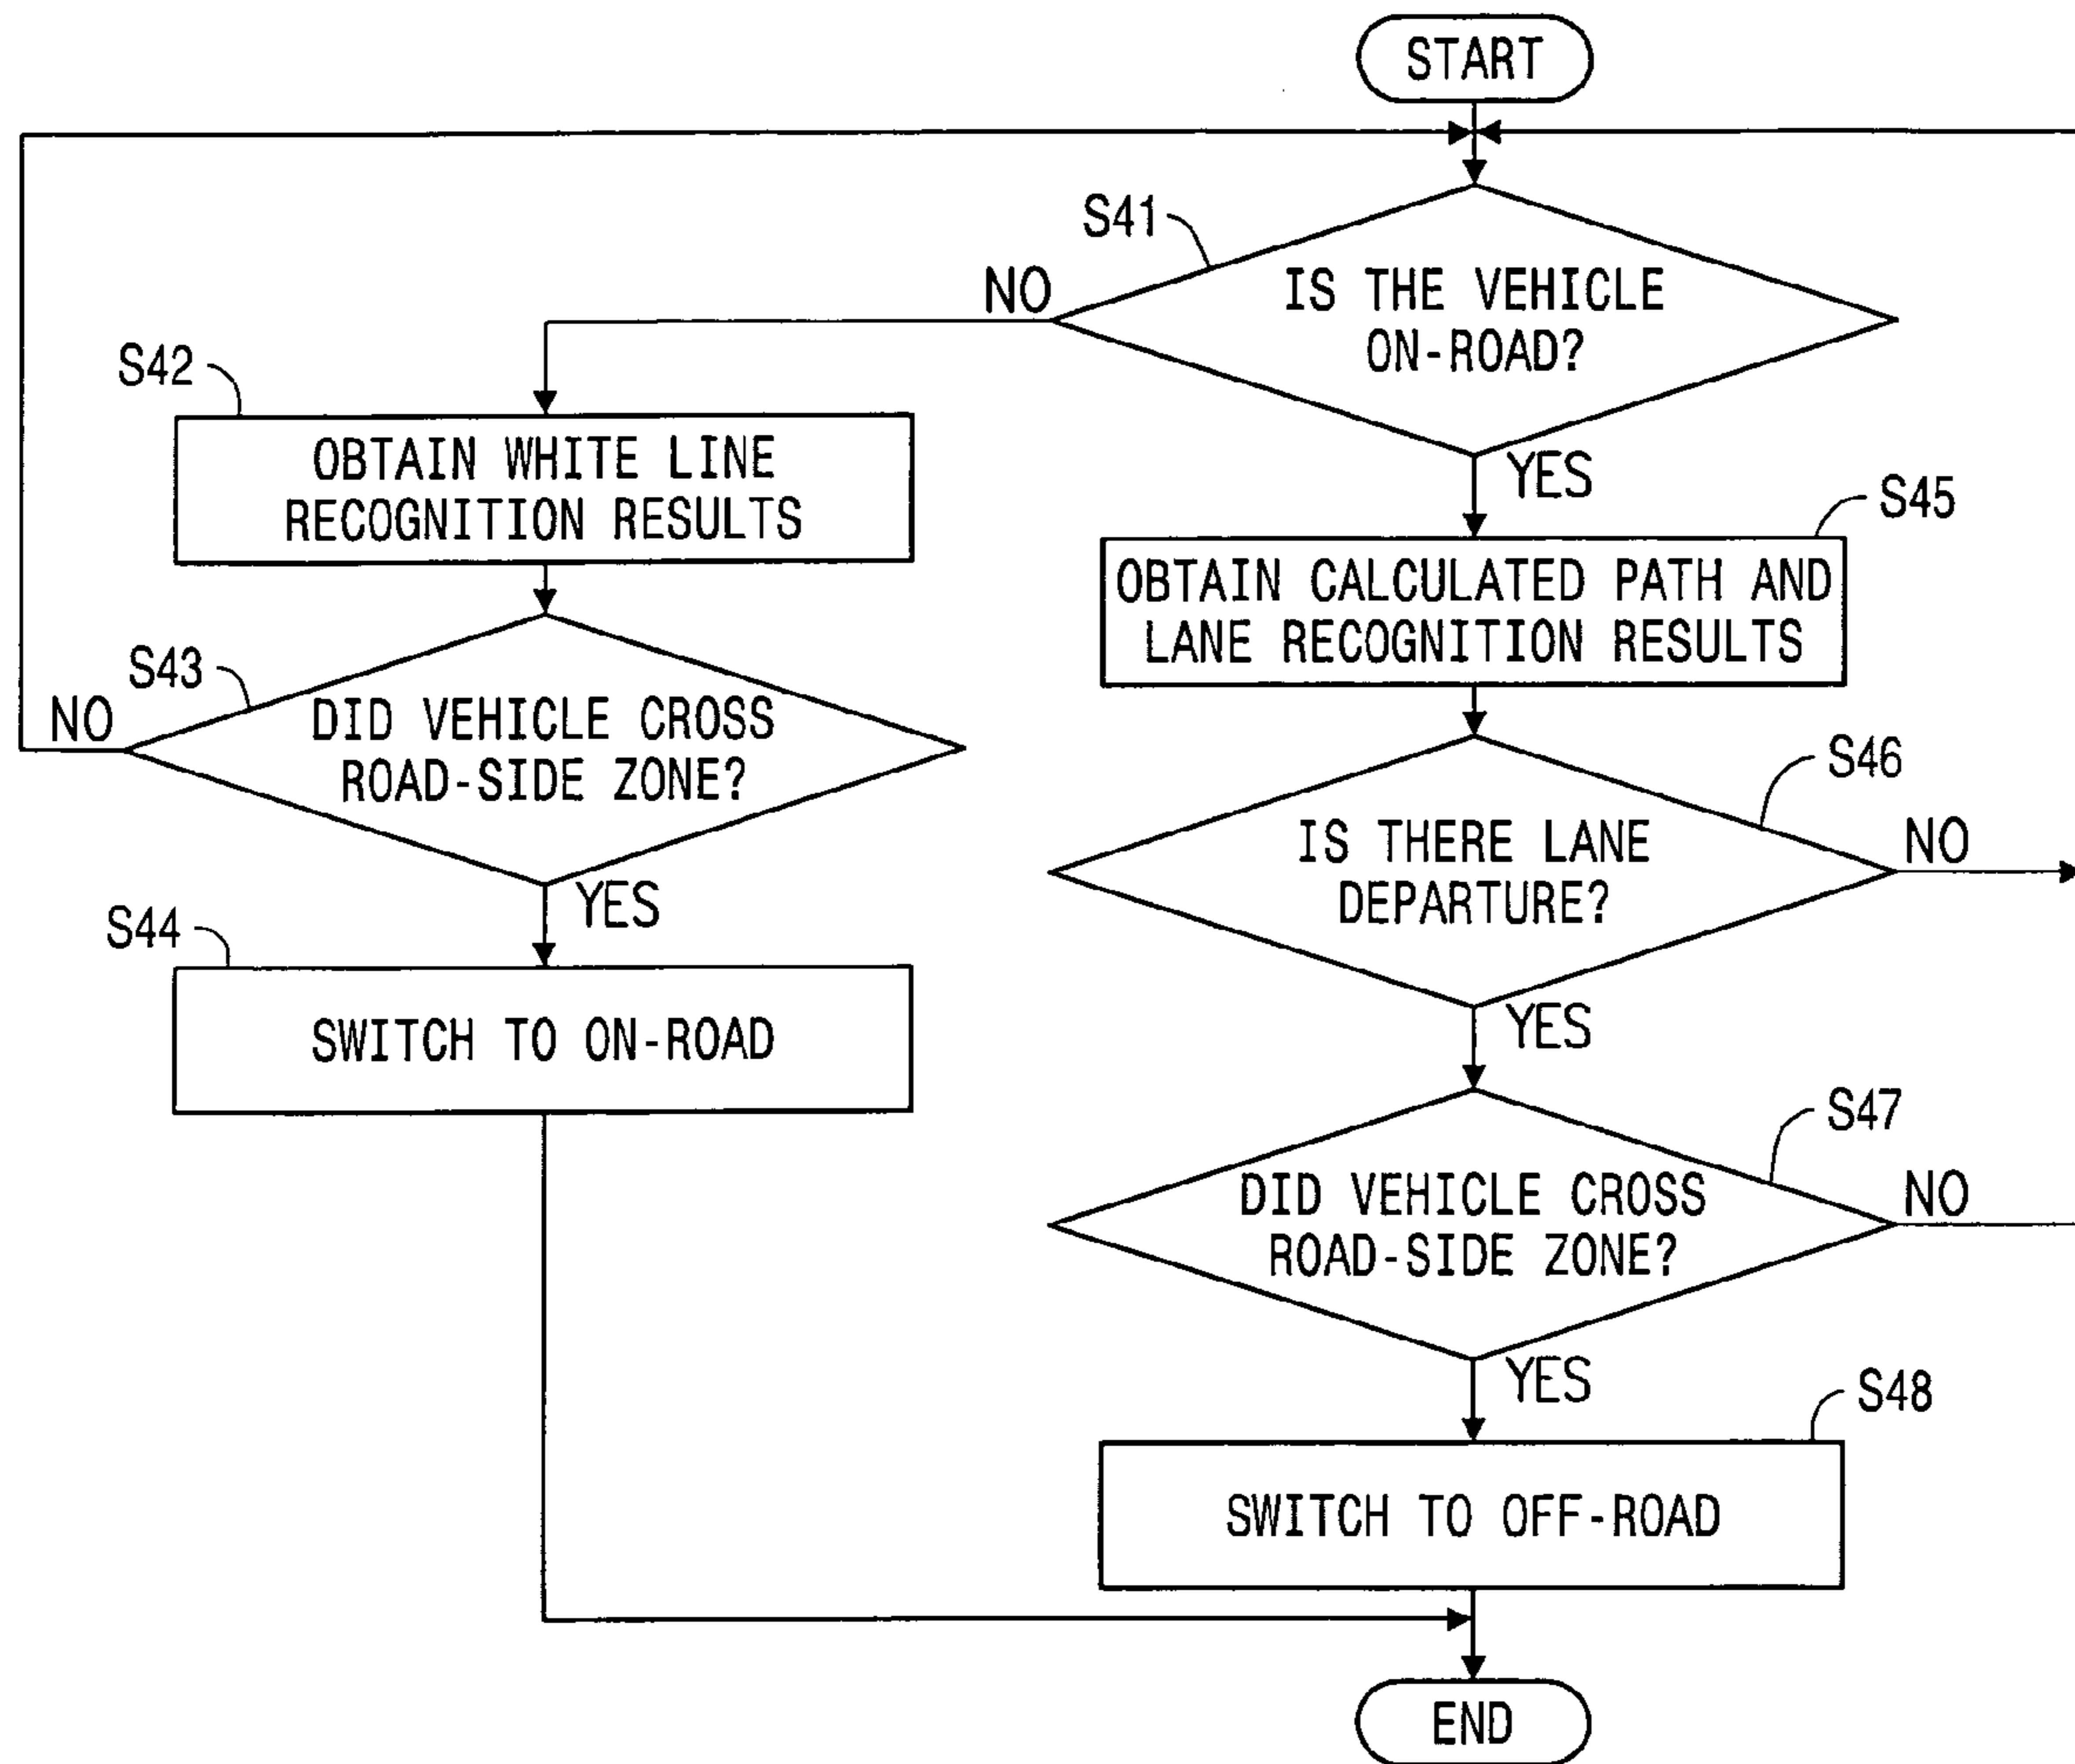 START
S41
IS THE VEHICLE
ON-ROAD?
NO
YES
S42
OBTAIN WHITE LINE
RECOGNITION RESULTS
S43
DID VEHICLE CROSS
ROAD-SIDE ZONE?
NO
YES
S44
SWITCH TO ON-ROAD
S45
OBTAIN CALCULATED PATH AND
LANE RECOGNITION RESULTS
S46
IS THERE LANE
DEPARTURE?
NO
YES
S47
DID VEHICLE CROSS
ROAD-SIDE ZONE?
NO
YES
S48
SWITCH TO OFF-ROAD
END